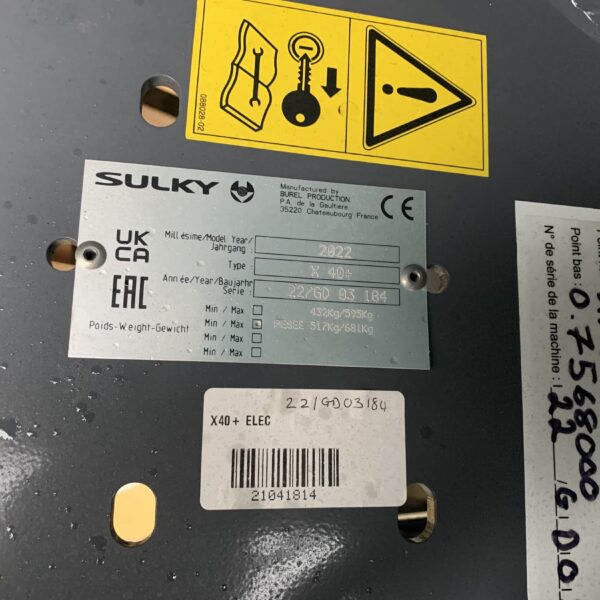 088028-02
SULKY
Manufactured by
BUREL PRODUCTION
P.A. de la Gaultiere
35220 Chateaubourg France
CE
UK
CA
EAC
Millésime/Model Year/
Jahrgang : 2022
Type : X 40+
Année/Year/Baujahr
Serie : 22/GD 03 184
Poids-Weight-Gewicht
Min / Max 432Kg/595Kg
Min / Max PESEE 517Kg/681Kg
Min / Max
Min / Max
22/GD03184
X40+ ELEC
21041814
Point bas : 0.7568000
N° de série de la machine : 22 GD0